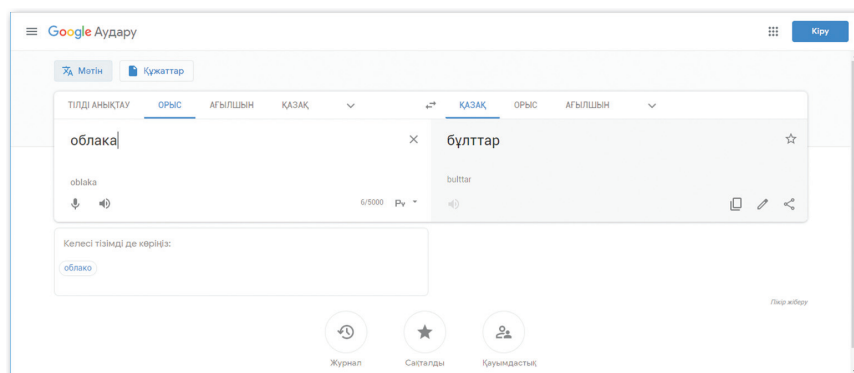 Google Аудару
Кіру
Мәтін Құжаттар
ТІЛДІ АНЫҚТАУ ОРЫС АҒЫЛШЫН ҚАЗАҚ
ҚАЗАҚ ОРЫС АҒЫЛШЫН
облака
бұлттар
oblaka
bulttar
6/5000
Келесі тізімді де көріңіз:
облако
Пікір жіберу
Журнал Сақталды Қауымдастық